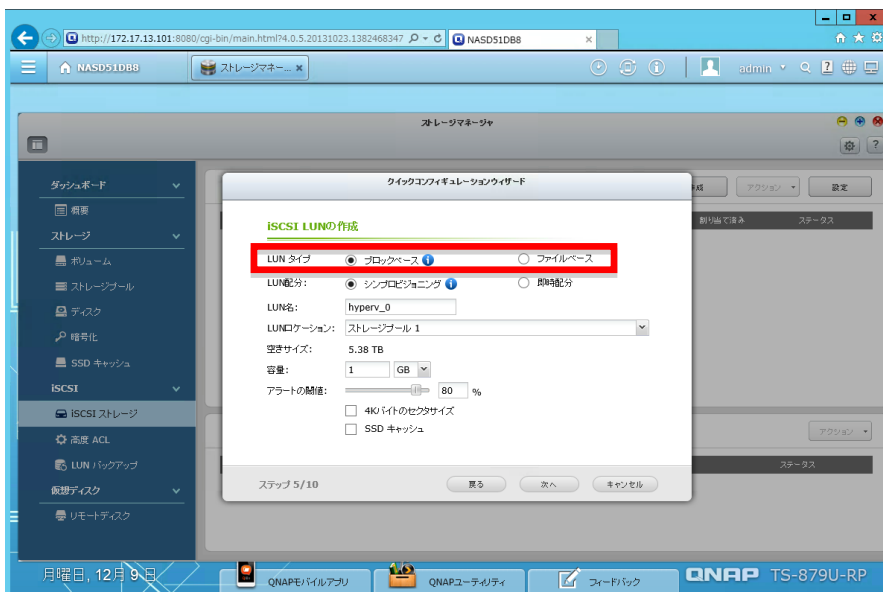 http://172.17.13.101:8080/cgi-bin/main.html?4.0.5.20131023.1382468347
NASD51DB8
NASD51DB8
ストレージマネー...
admin
ストレージマネージャ
ダッシュボード
概要
ストレージ
ボリューム
ストレージプール
ディスク
暗号化
SSD キャッシュ
iSCSI
iSCSI ストレージ
高度 ACL
LUN バックアップ
仮想ディスク
リモートディスク
アクション
設定
割り当て済み
ステータス
クイックコンフィギュレーションウィザード
iSCSI LUNの作成
LUN タイプ
ブロックベース
ファイルベース
LUN配分:
シンプロビジョニング
即時配分
LUN名:
hyperv_0
LUNロケーション:
ストレージプール 1
空きサイズ:
5.38 TB
容量:
1
GB
アラートの閾値:
80
%
4Kバイトのセクタサイズ
SSD キャッシュ
ステップ 5/10
戻る
次へ
キャンセル
アクション
ステータス
月曜日, 12月 9日
QNAPモバイルアプリ
QNAPユーティリティ
フィードバック
QNAP TS-879U-RP